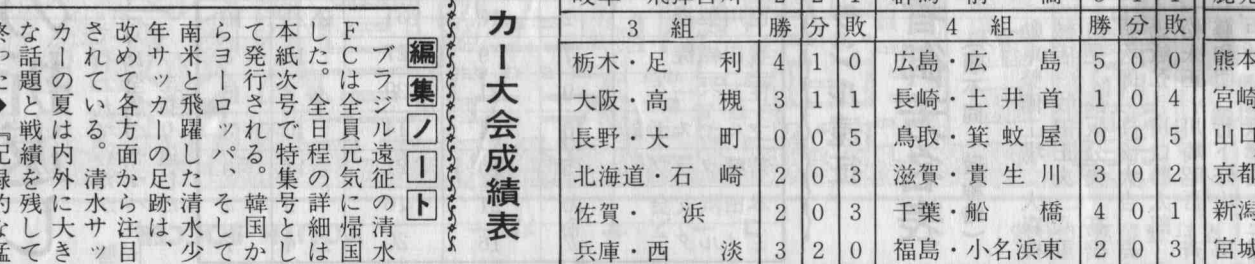 カー大会成績表
3 組 勝 分 敗
栃木・足利 4 1 0
大阪・高槻 3 1 1
長野・大町 0 0 5
北海道・石崎 2 0 3
佐賀・浜 2 0 3
兵庫・西淡 3 2 0
4 組 勝 分 敗
広島・広島 5 0 0
長崎・土井首 1 0 4
鳥取・箕蚊屋 0 0 5
滋賀・貴生川 3 0 2
千葉・船橋 4 0 1
福島・小名浜東 2 0 3
熊本
宮崎
山口
京都
新潟
宮城
編集ノート
ブラジル遠征の清水
FCは全員元気に帰国
した。全日程の詳細は
本紙次号で特集号とし
て発行される。韓国か
らヨーロッパ、そして
南米と飛躍した清水少
年サッカーの足跡は、
改めて各方面から注目
されている。清水サッ
カーの夏は内外に大き
な話題と戦績を残して